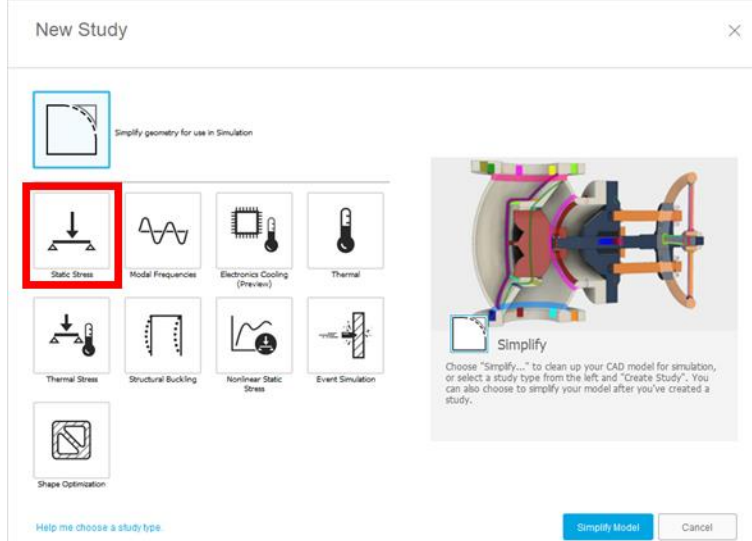 New Study
Simplify geometry for use in Simulation
Static Stress
Modal Frequencies
Electronics Cooling
(Preview)
Thermal
Thermal Stress
Structural Buckling
Nonlinear Static
Stress
Event Simulation
Shape Optimization
Simplify
Choose "Simplify..." to clean up your CAD model for simulation,
or select a study type from the left and "Create Study". You
can also choose to simplify your model after you've created a
study.
Help me choose a study type.
Simplify Model
Cancel